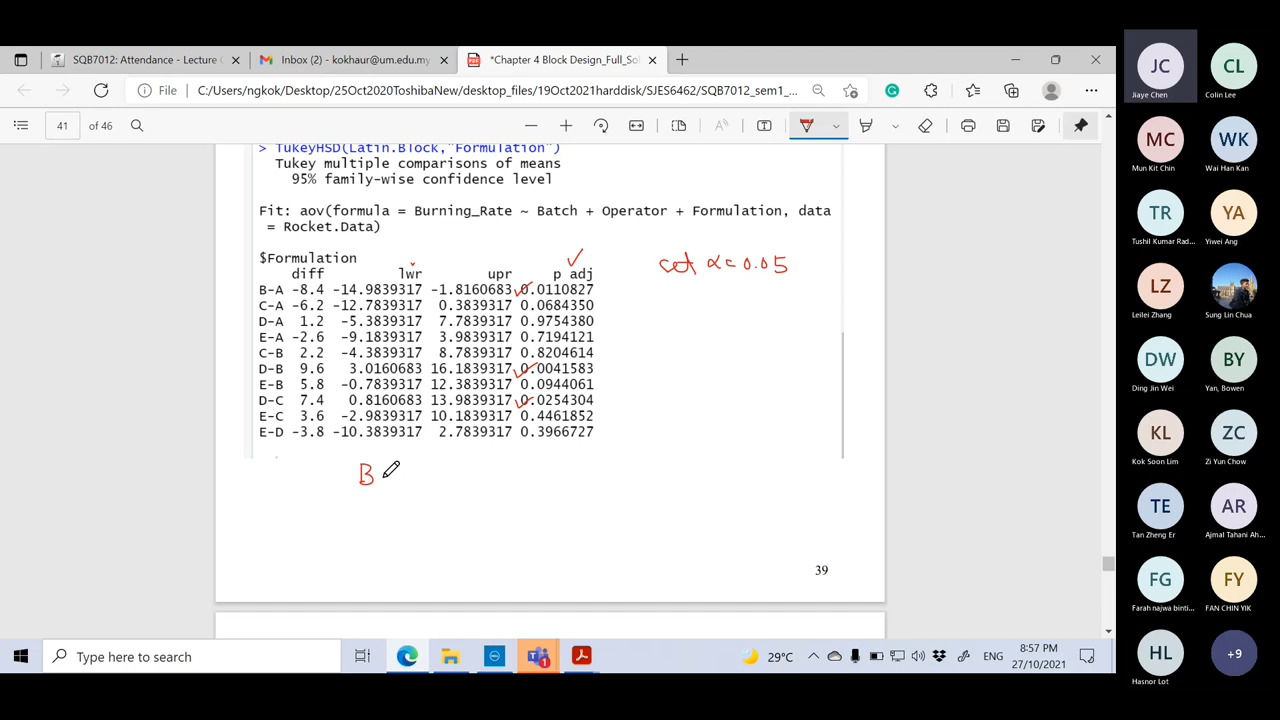 SQB7012: Attendance - Lecture
Inbox (2) - kokhaur@um.edu.my
*Chapter 4 Block Design_Full_Sol
C:/Users/ngkok/Desktop/25Oct2020ToshibaNew/desktop_files/19Oct2021harddisk/SJES6462/SQB7012_sem1_...
41 of 46
> TukeyHSD(Latin.Block,"Formulation")
Tukey multiple comparisons of means
95% family-wise confidence level
Fit: aov(formula = Burning_Rate ~ Batch + Operator + Formulation, data
= Rocket.Data)
$Formulation
diff lwr upr p adj
set α = 0.05
B-A -8.4 -14.9839317 -1.8160683 0.0110827
C-A -6.2 -12.7839317 0.3839317 0.0684350
D-A 1.2 -5.3839317 7.7839317 0.9754380
E-A -2.6 -9.1839317 3.9839317 0.7194121
C-B 2.2 -4.3839317 8.7839317 0.8204614
D-B 9.6 3.0160683 16.1839317 0.0041583
E-B 5.8 -0.7839317 12.3839317 0.0944061
D-C 7.4 0.8160683 13.9839317 0.0254304
E-C 3.6 -2.9839317 10.1839317 0.4461852
E-D -3.8 -10.3839317 2.7839317 0.3966727
B
39
Type here to search
29°C
ENG
8:57 PM
27/10/2021
JC
Jiaye Chen
CL
Colin Lee
MC
Mun Kit Chin
WK
Wai Han Kan
TR
Tushil Kumar Rad...
YA
Yiwei Ang
LZ
Leilei Zhang
Sung Lin Chua
DW
Ding Jin Wei
BY
Yan, Bowen
KL
Kok Soon Lim
ZC
Zi Yun Chow
TE
Tan Zheng Er
AR
Ajmal Tahani Ah...
FG
Farah najwa binti...
FY
FAN CHIN YIK
HL
Hasnor Lot
+9